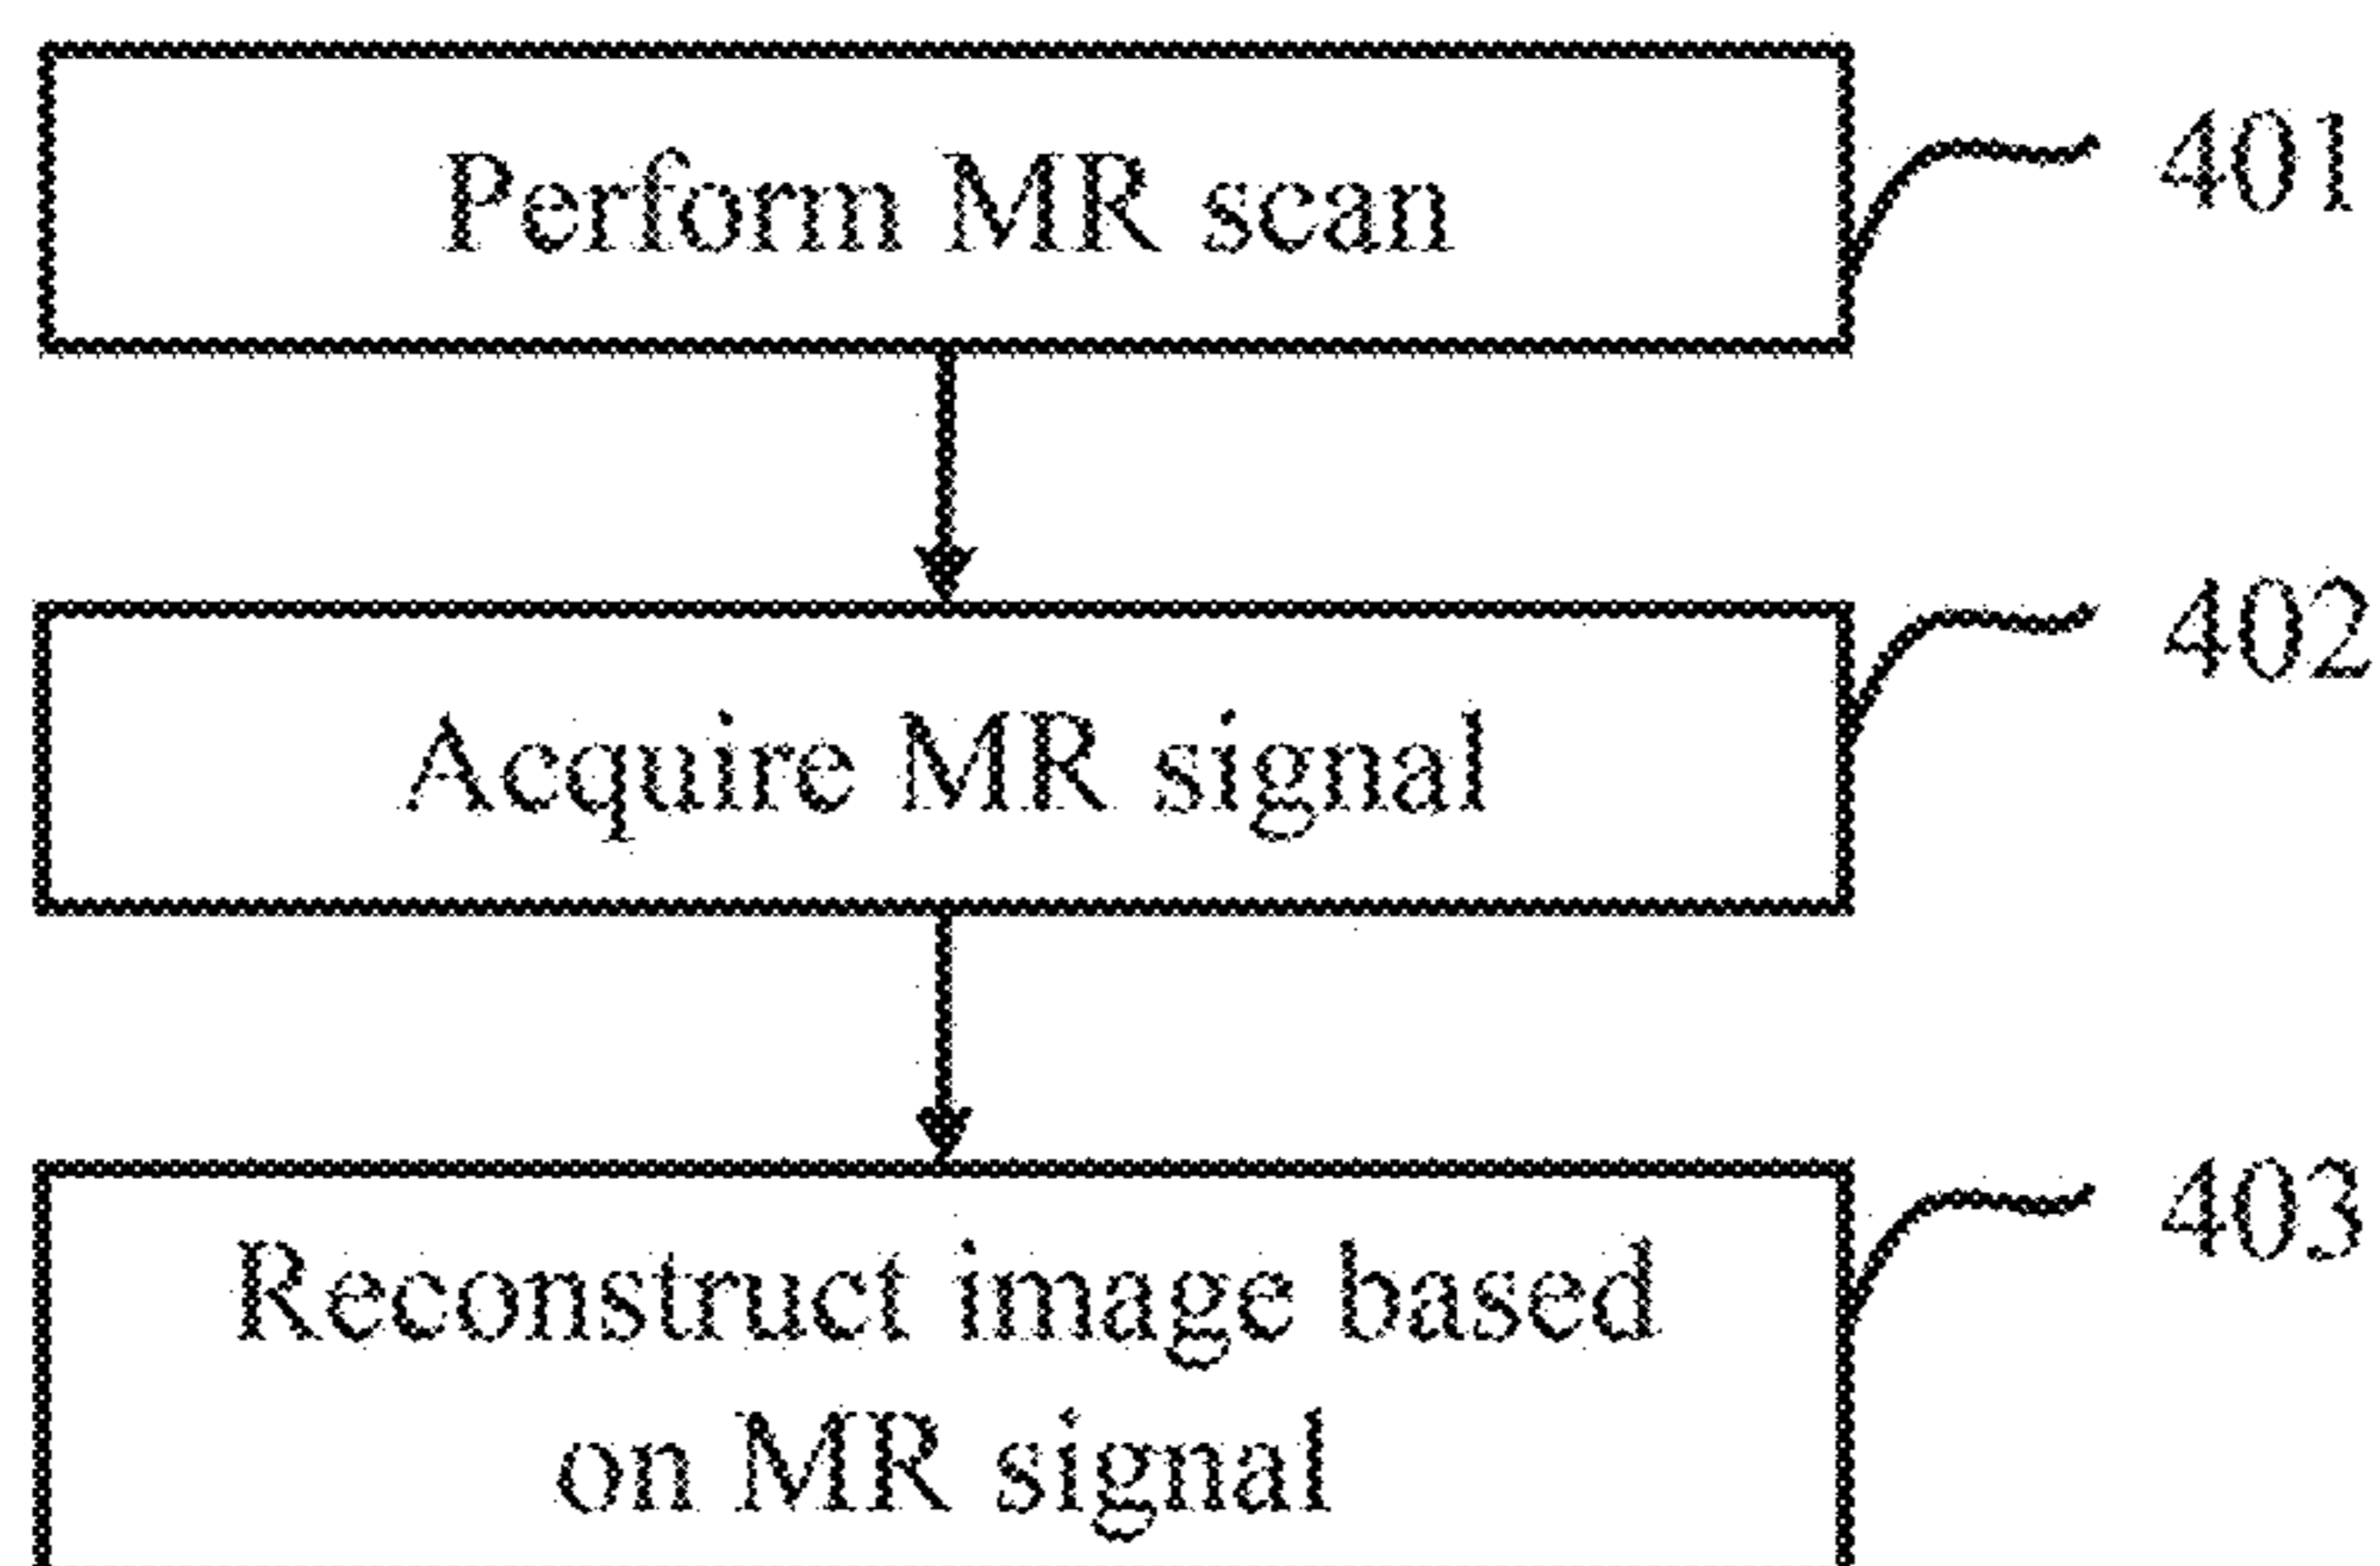 Perform MR scan
401
Acquire MR signal
402
Reconstruct image based
on MR signal
403